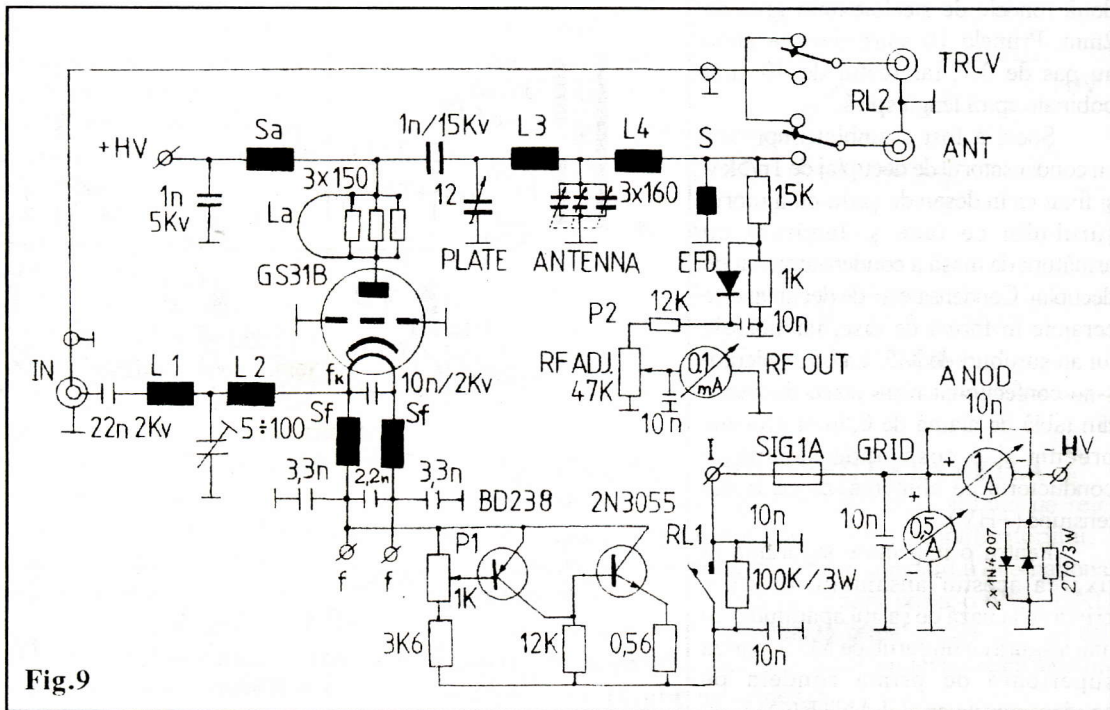 TRCV
RL2
ANT
+HV
Sa
1n/15Kv
L3
L4
S
1n
5Kv
3x150
La
12
3x160
15K
PLATE
ANTENNA
EFD
1K
GS31B
P2
12K
10n
RF ADJ.
47K
0,1
mA
RF OUT
10n
IN
L1
L2
fк
10n/2Kv
Sf
Sf
22n 2Kv
5÷100
3,3n
2,2n
3,3n
BD238
2N3055
f
f
P1
1K
3K6
12K
0,56
I
SIG.1A
GRID
ANOD
10n
HV
+
1
A
+
0,5
A
−
10n
RL1
10n
100K/3W
10n
2x1N4007
270/3W
Fig.9